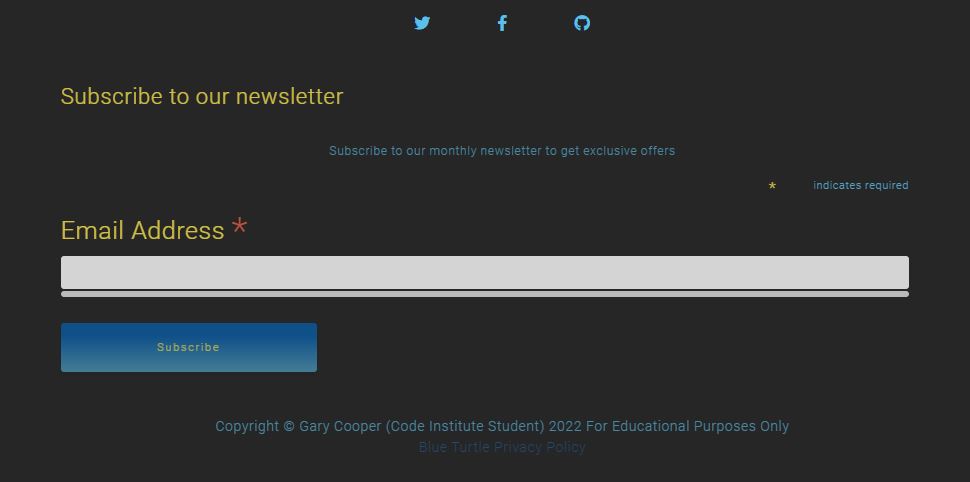 Subscribe to our newsletter
Subscribe to our monthly newsletter to get exclusive offers
* indicates required
Email Address *
Subscribe
Copyright © Gary Cooper (Code Institute Student) 2022 For Educational Purposes Only
Blue Turtle Privacy Policy